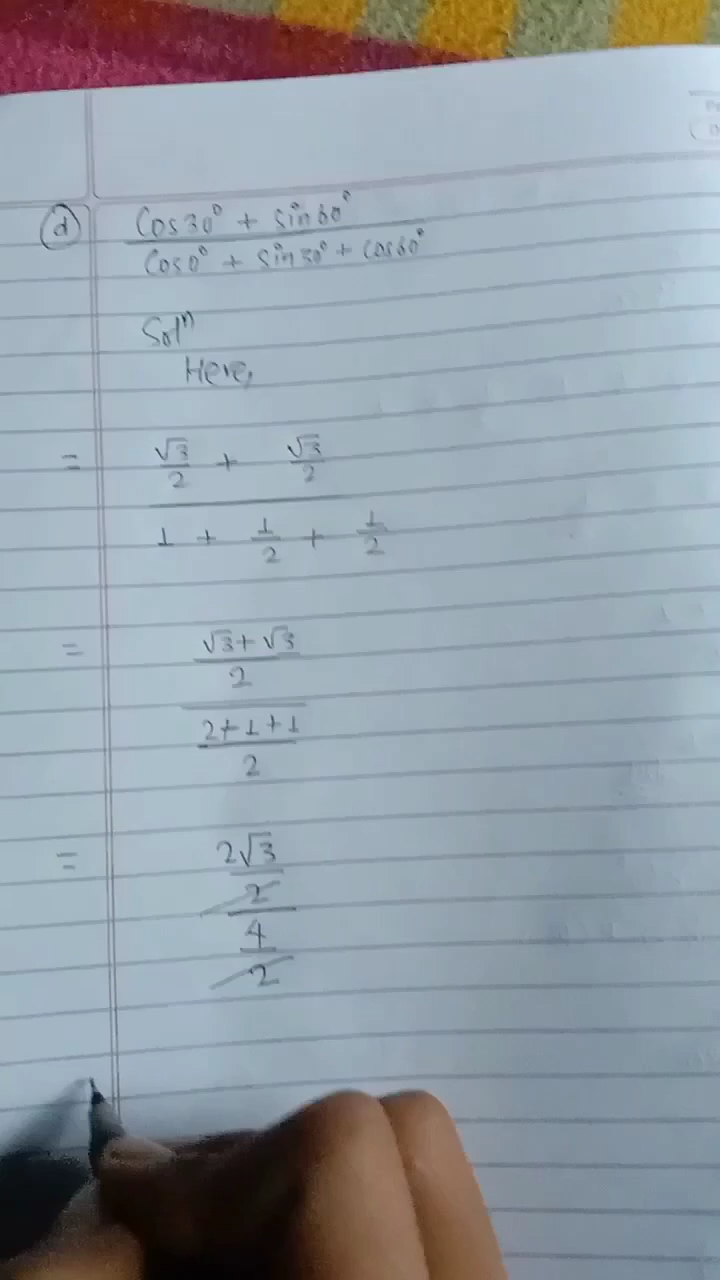 (d) Cos30° + sin60°
Cos0° + sin30° + cos60°
Solⁿ
Here,
= √3/2 + √3/2
1 + 1/2 + 1/2
= √3+√3
2
2+1+1
2
= 2√3
2
4
2